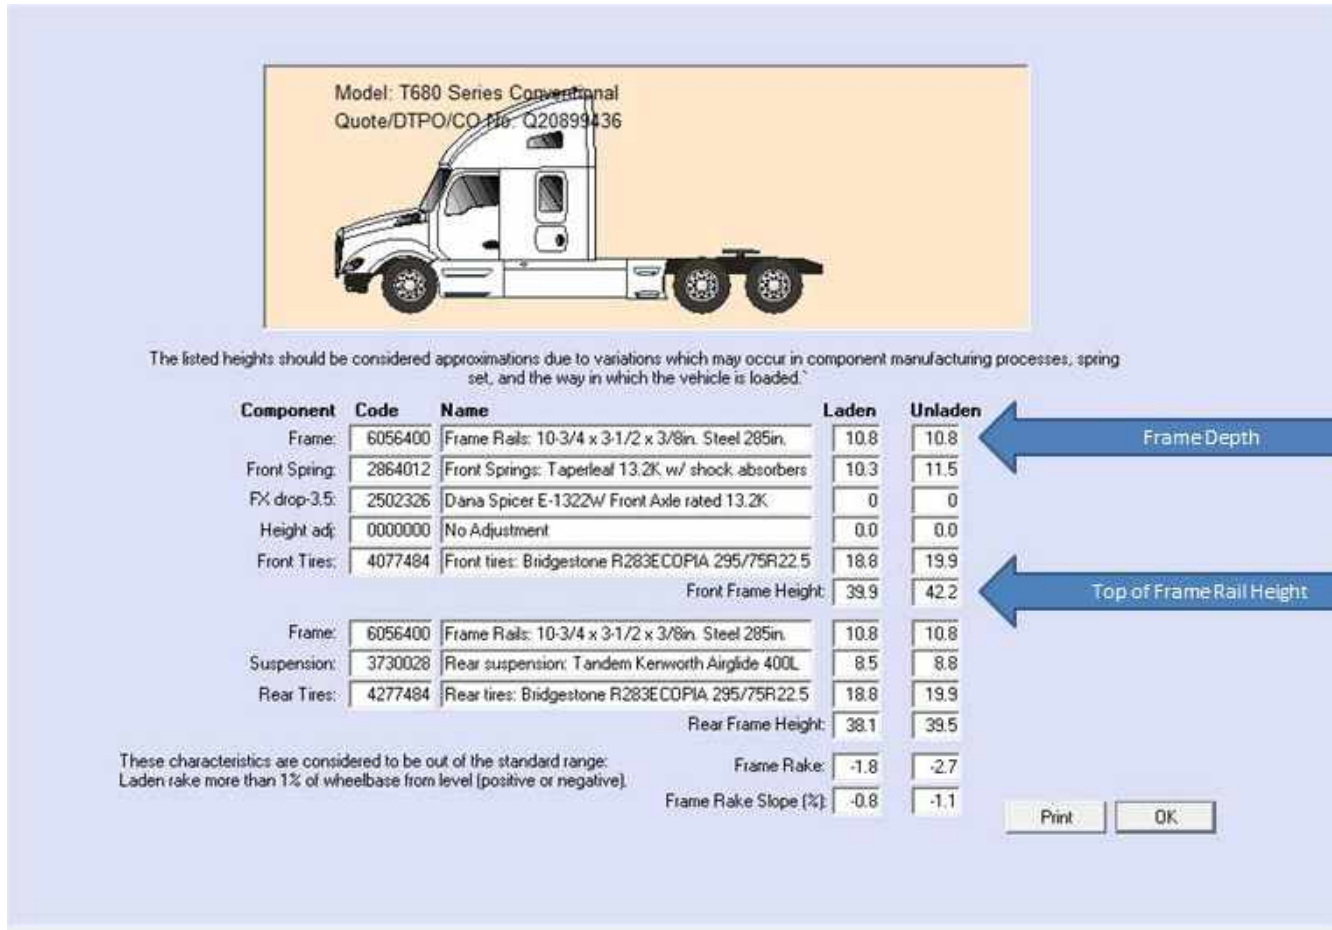 Model: T680 Series Conventional
Quote/DTPO/CO No: Q20899436
The listed heights should be considered approximations due to variations which may occur in component manufacturing processes, spring
set, and the way in which the vehicle is loaded.`
Component Code Name Laden Unladen
Frame: 6056400 Frame Rails: 10-3/4 x 3-1/2 x 3/8in. Steel 285in. 10.8 10.8 Frame Depth
Front Spring: 2864012 Front Springs: Taperleaf 13.2K w/ shock absorbers 10.3 11.5
FX drop-3.5: 2502326 Dana Spicer E-1322W Front Axle rated 13.2K 0 0
Height adj: 0000000 No Adjustment 0.0 0.0
Front Tires: 4077484 Front tires: Bridgestone R283ECOPIA 295/75R22.5 18.8 19.9
Front Frame Height: 39.9 42.2 Top of Frame Rail Height
Frame: 6056400 Frame Rails: 10-3/4 x 3-1/2 x 3/8in. Steel 285in. 10.8 10.8
Suspension: 3730028 Rear suspension: Tandem Kenworth Airglide 400L 8.5 8.8
Rear Tires: 4277484 Rear tires: Bridgestone R283ECOPIA 295/75R22.5 18.8 19.9
Rear Frame Height: 38.1 39.5
These characteristics are considered to be out of the standard range:
Laden rake more than 1% of wheelbase from level (positive or negative).
Frame Rake: -1.8 -2.7
Frame Rake Slope (%): -0.8 -1.1
Print OK